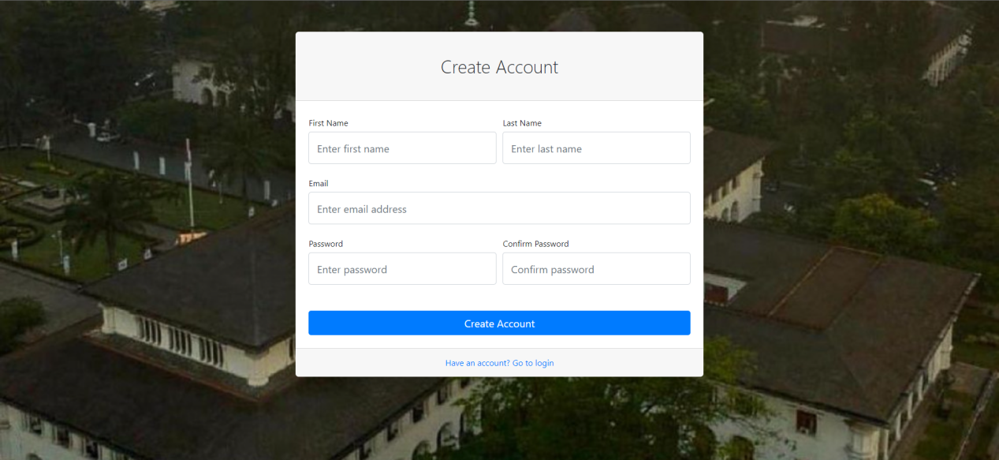 Create Account
First Name Last Name
Enter first name Enter last name
Email
Enter email address
Password Confirm Password
Enter password Confirm password
Create Account
Have an account? Go to login